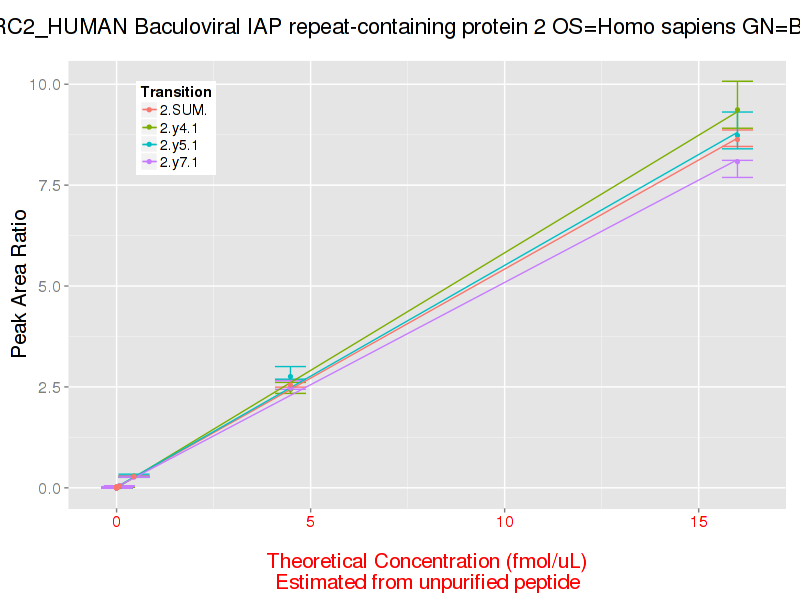 RC2_HUMAN Baculoviral IAP repeat-containing protein 2 OS=Homo sapiens GN=B
10.0
7.5
5.0
2.5
0.0
Peak Area Ratio
Transition
2.SUM.
2.y4.1
2.y5.1
2.y7.1
0 5 10 15
Theoretical Concentration (fmol/uL)
Estimated from unpurified peptide